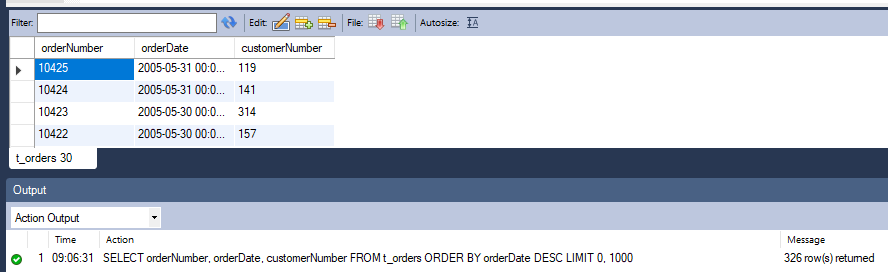 Filter: Edit: File: Autosize:
orderNumber orderDate customerNumber
10425 2005-05-31 00:0... 119
10424 2005-05-31 00:0... 141
10423 2005-05-30 00:0... 314
10422 2005-05-30 00:0... 157
t_orders 30
Output
Action Output
Time Action Message
1 09:06:31 SELECT orderNumber, orderDate, customerNumber FROM t_orders ORDER BY orderDate DESC LIMIT 0, 1000 326 row(s) returned